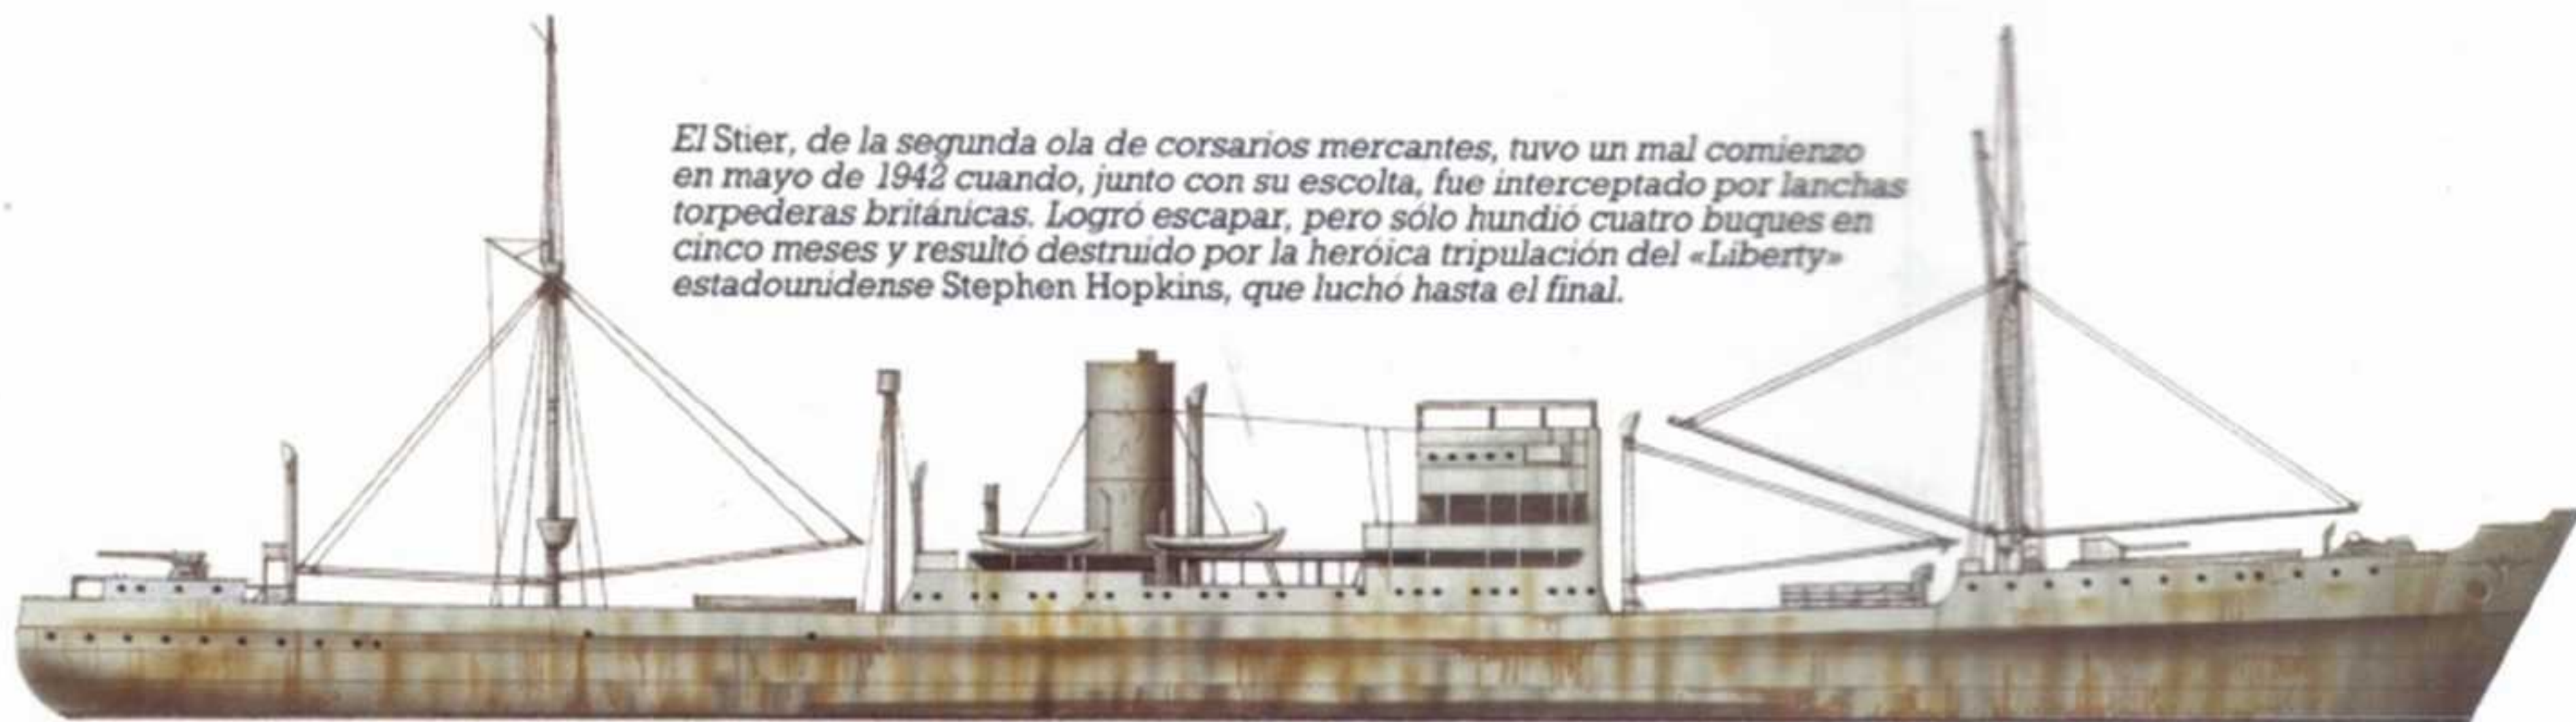 El Stier, de la segunda ola de corsarios mercantes, tuvo un mal comienzo
en mayo de 1942 cuando, junto con su escolta, fue interceptado por lanchas
torpederas británicas. Logró escapar, pero sólo hundió cuatro buques en
cinco meses y resultó destruido por la heróica tripulación del «Liberty»
estadounidense Stephen Hopkins, que luchó hasta el final.